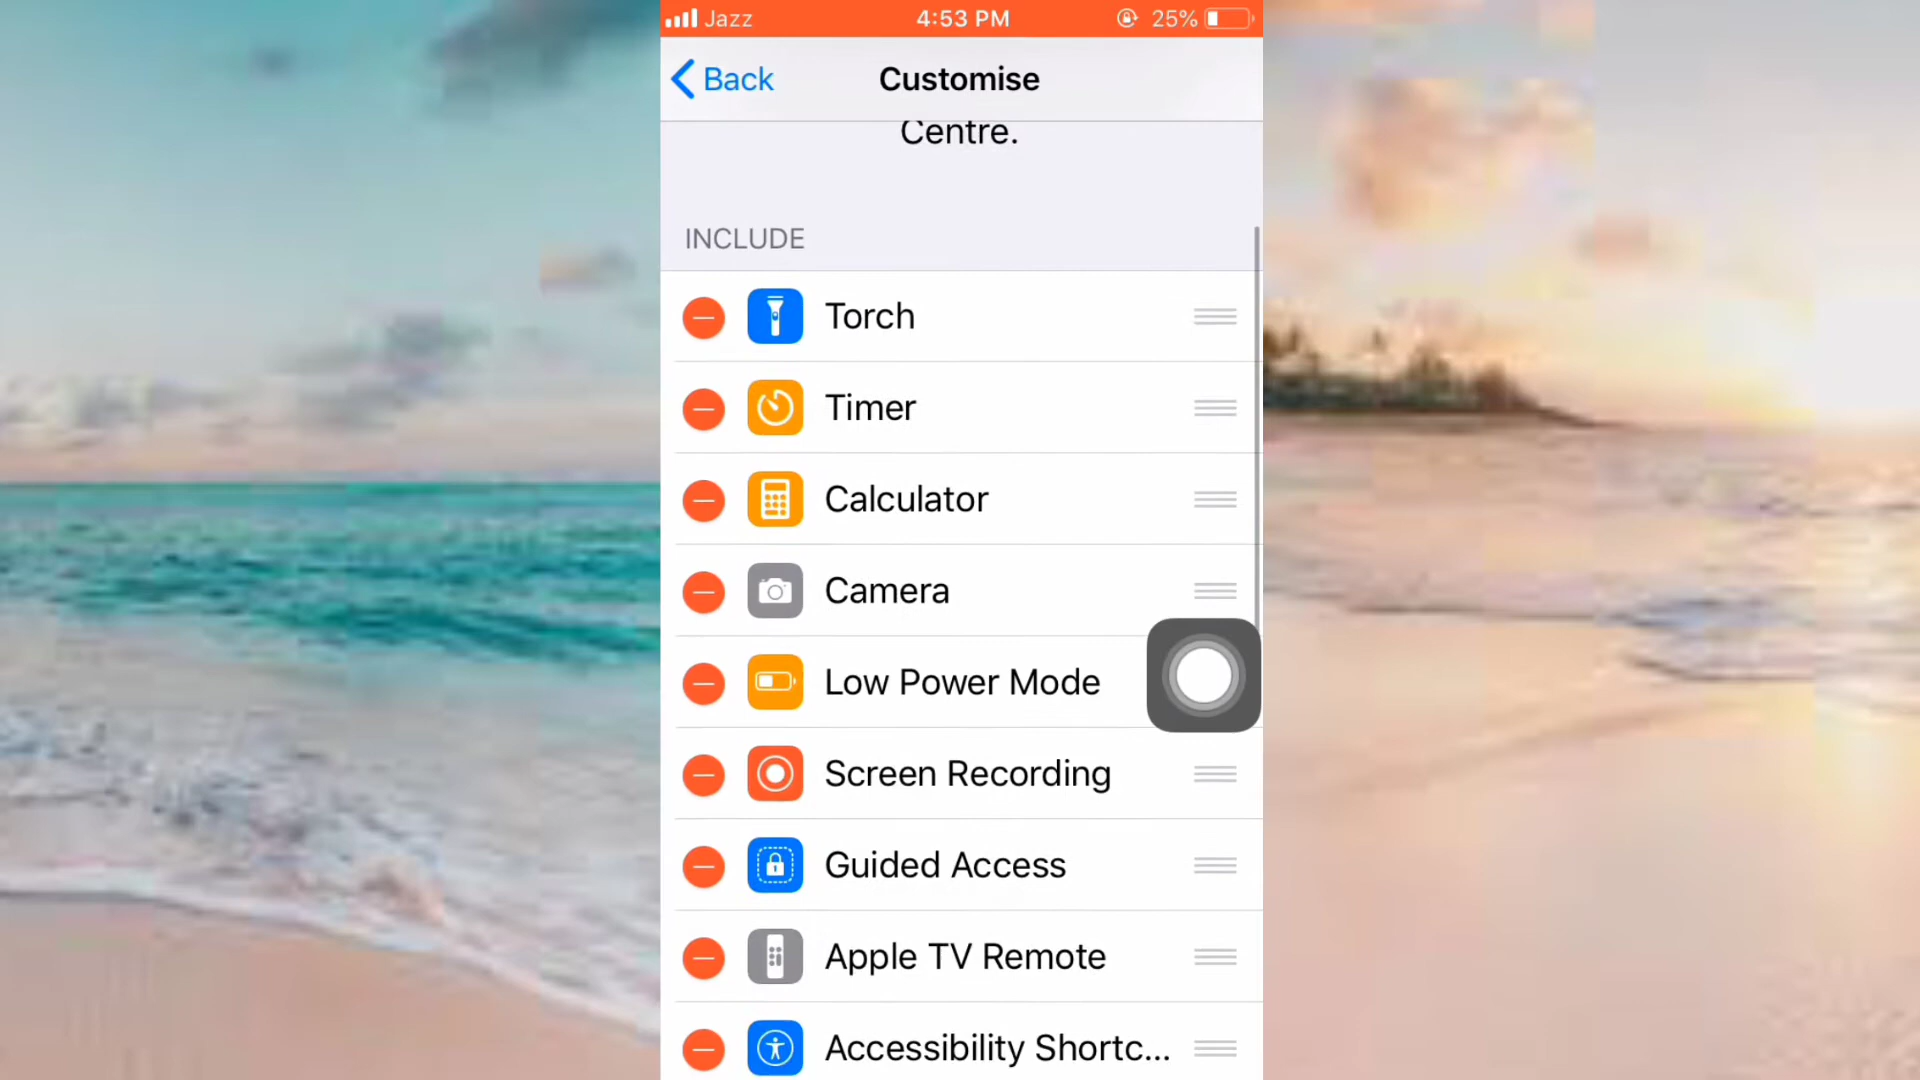 Jazz 4:53 PM 25%
Back Customise
Centre.
INCLUDE
Torch
Timer
Calculator
Camera
Low Power Mode
Screen Recording
Guided Access
Apple TV Remote
Accessibility Shortc...